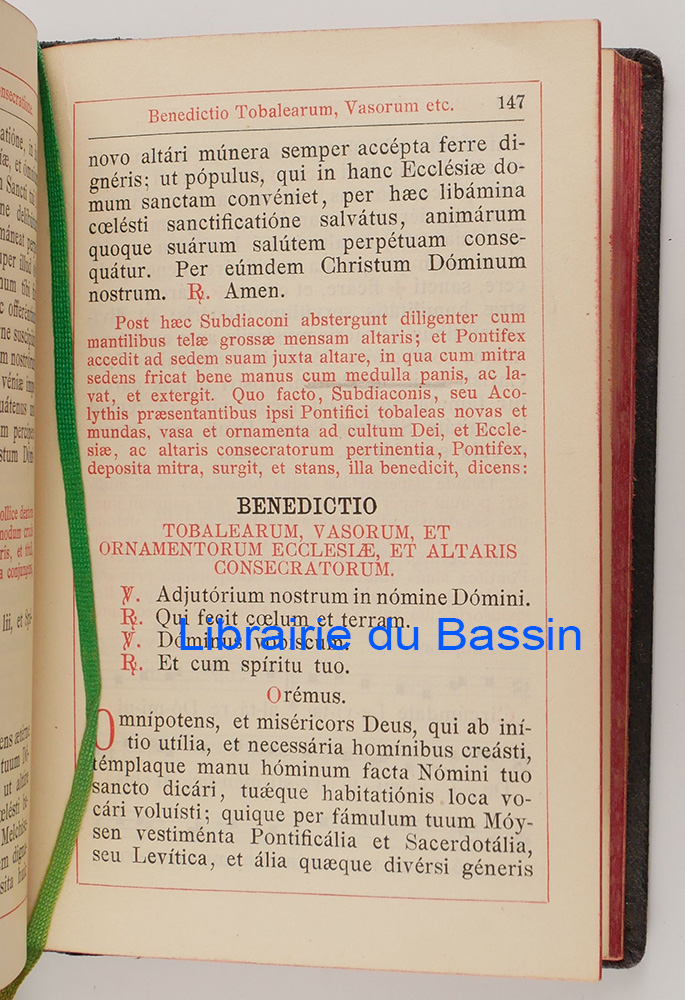 Benedictio Tobalearum, Vasorum etc. 147
novo altári múnera semper accépta ferre di-
gnéris; ut pópulus, qui in hanc Ecclésiæ do-
mum sanctam convéniet, per hæc libámina
cœlésti sanctificatióne salvátus, animárum
quoque suárum salútem perpétuam conse-
quátur. Per eúmdem Christum Dóminum
nostrum. ℟. Amen.
Post hæc Subdiaconi abstergunt diligenter cum
mantilibus telæ grossæ mensam altaris; et Pontifex
accedit ad sedem suam juxta altare, in qua cum mitra
sedens fricat bene manus cum medulla panis, ac la-
vat, et extergit. Quo facto, Subdiaconis, seu Aco-
lythis præsentantibus ipsi Pontifici tobaleas novas et
mundas, vasa et ornamenta ad cultum Dei, et Eccle-
siæ, ac altaris consecratorum pertinentia, Pontifex,
deposita mitra, surgit, et stans, illa benedicit, dicens:
BENEDICTIO
TOBALEARUM, VASORUM, ET
ORNAMENTORUM ECCLESIÆ, ET ALTARIS
CONSECRATORUM.
℣. Adjutórium nostrum in nómine Dómini.
℟. Qui fecit cœlum et terram.
Librairie du Bassin
℣. Dóminus vobíscum.
℟. Et cum spíritu tuo.
Orémus.
Omnípotens, et miséricors Deus, qui ab iní-
tio utília, et necessária homínibus creásti,
témplaque manu hóminum facta Nómini tuo
sancto dicári, tuǽque habitatiónis loca vo-
cári voluísti; quique per fámulum tuum Móy-
sen vestiménta Pontificália et Sacerdotália,
seu Levítica, et ália quæque divérsi géneris